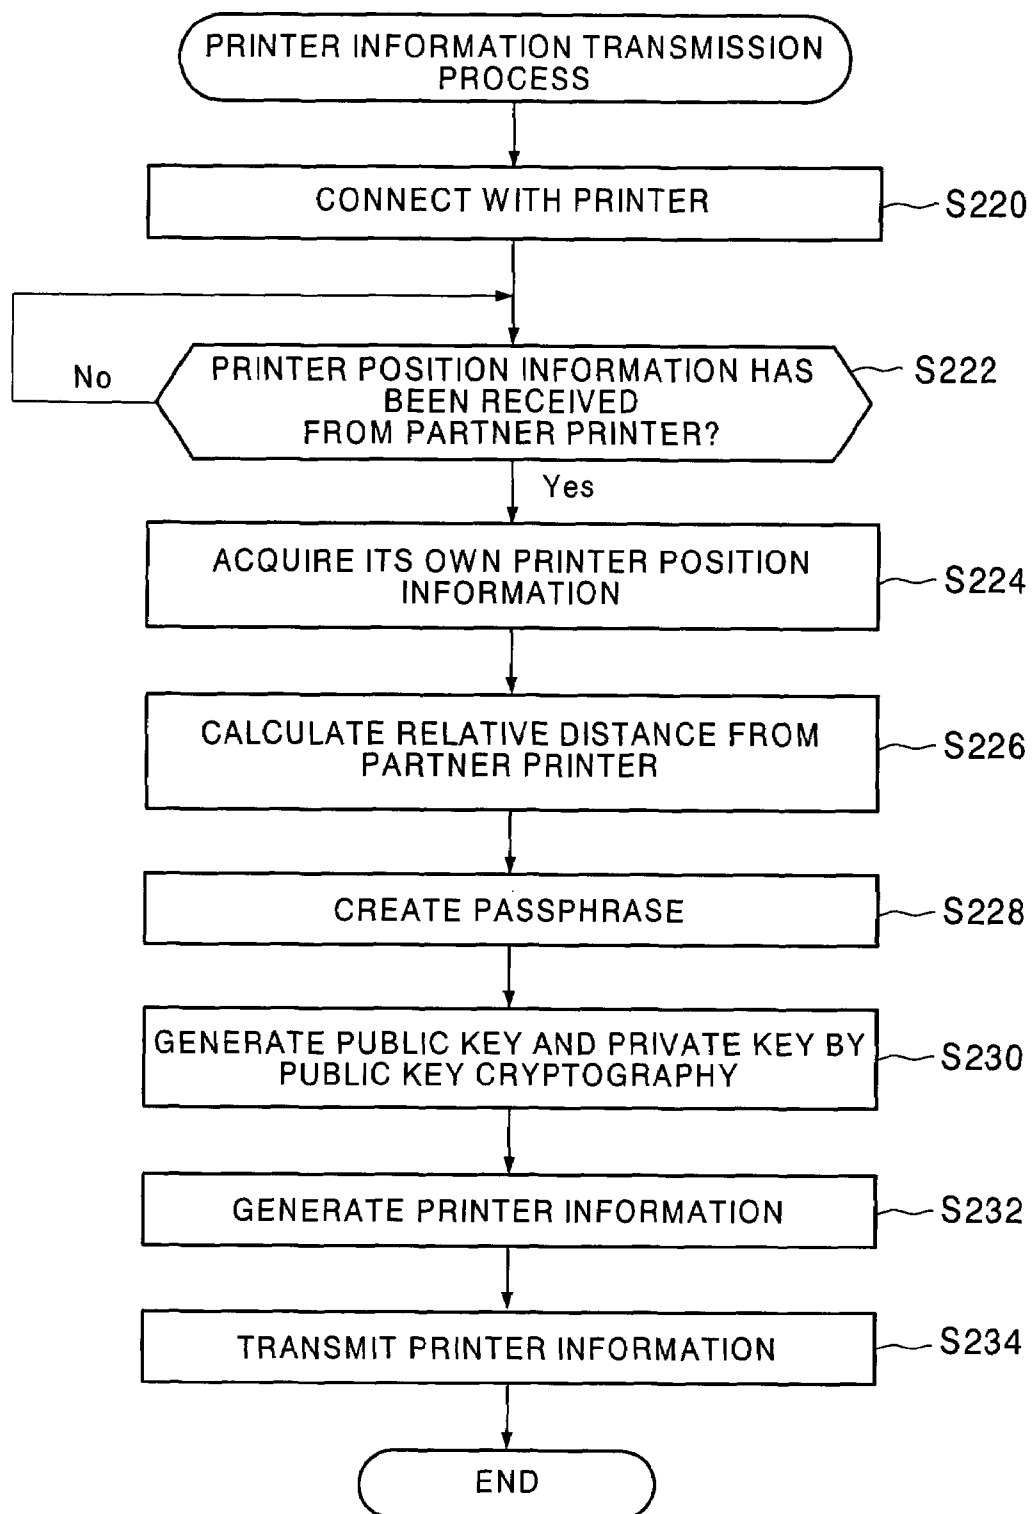 PRINTER INFORMATION TRANSMISSION
PROCESS
CONNECT WITH PRINTER
S220
No
PRINTER POSITION INFORMATION HAS
BEEN RECEIVED
FROM PARTNER PRINTER?
S222
Yes
ACQUIRE ITS OWN PRINTER POSITION
INFORMATION
S224
CALCULATE RELATIVE DISTANCE FROM
PARTNER PRINTER
S226
CREATE PASSPHRASE
S228
GENERATE PUBLIC KEY AND PRIVATE KEY BY
PUBLIC KEY CRYPTOGRAPHY
S230
GENERATE PRINTER INFORMATION
S232
TRANSMIT PRINTER INFORMATION
S234
END